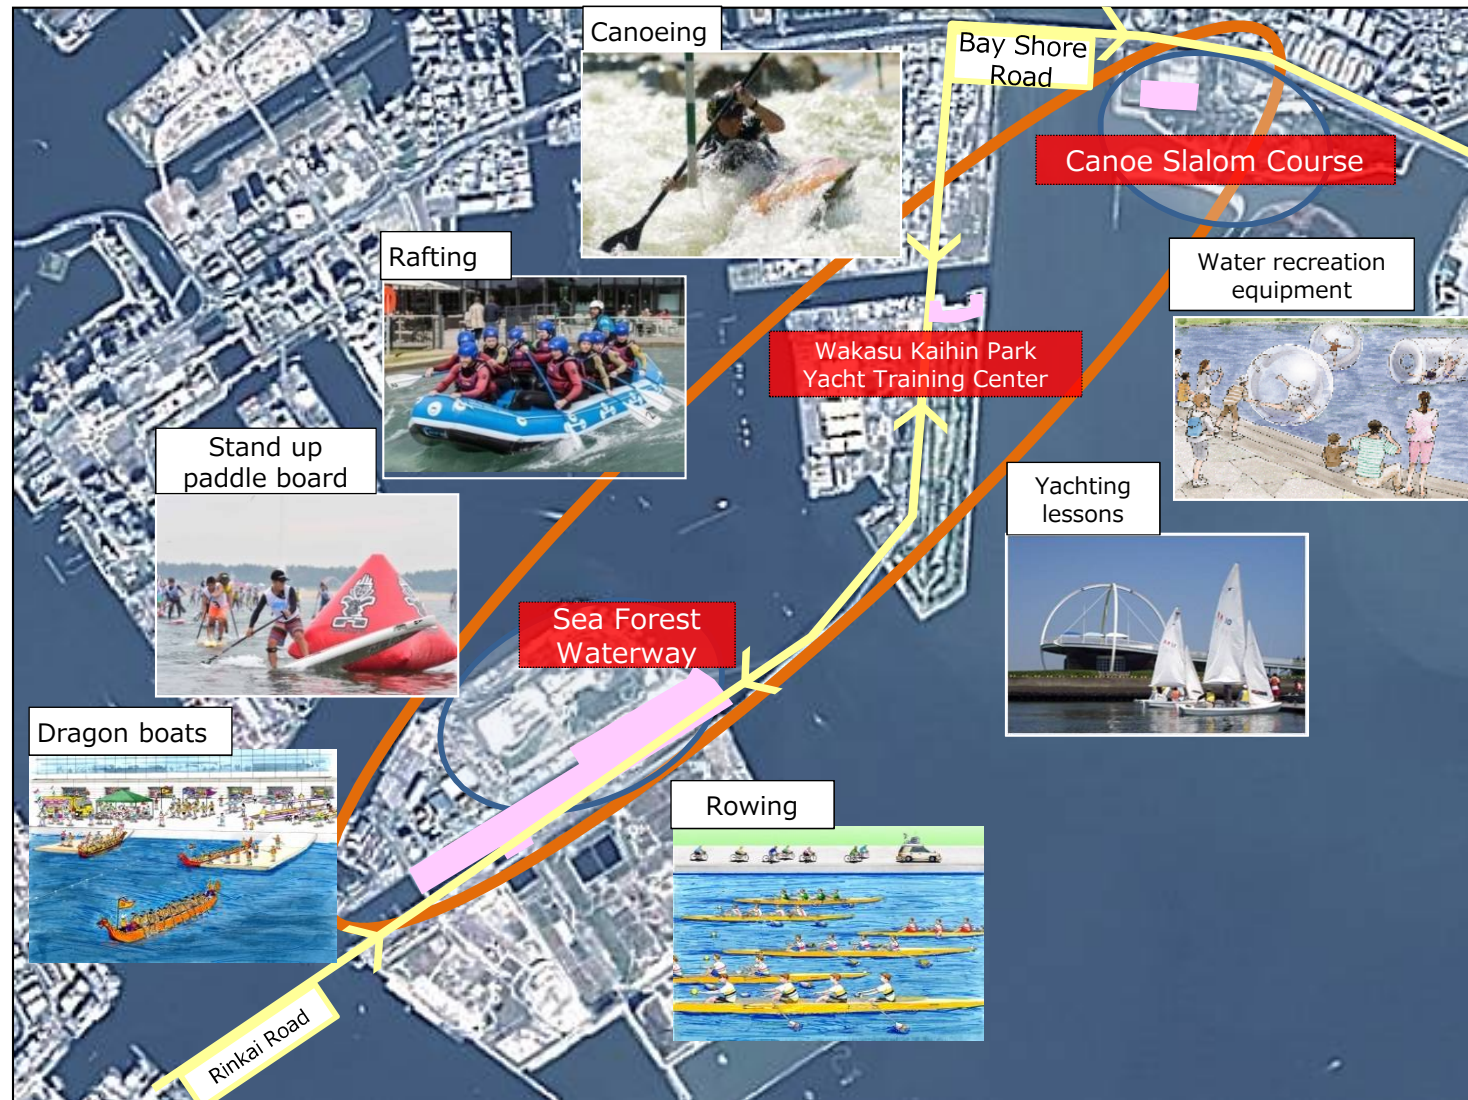 Canoeing
Bay Shore
Road
Canoe Slalom Course
Rafting
Water recreation
equipment
Wakasu Kaihin Park
Yacht Training Center
Stand up
paddle board
Yachting
lessons
Sea Forest
Waterway
Dragon boats
Rowing
Rinkai Road